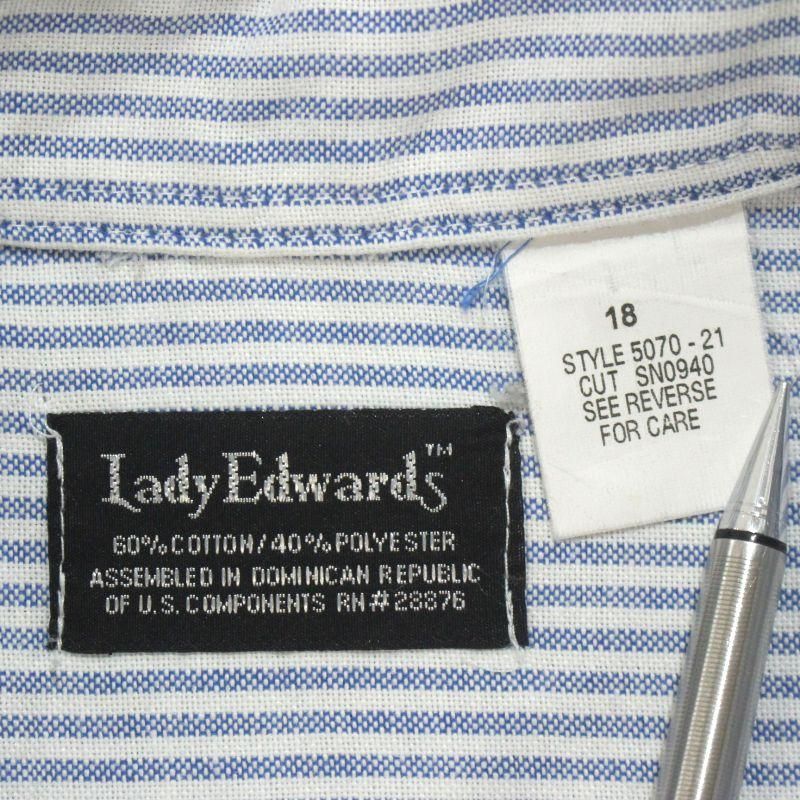 18
STYLE 5070 - 21
CUT SN0940
SEE REVERSE
FOR CARE
Lady Edwards™
60% COTTON / 40% POLYESTER
ASSEMBLED IN DOMINICAN REPUBLIC
OF U.S. COMPONENTS RN# 28876